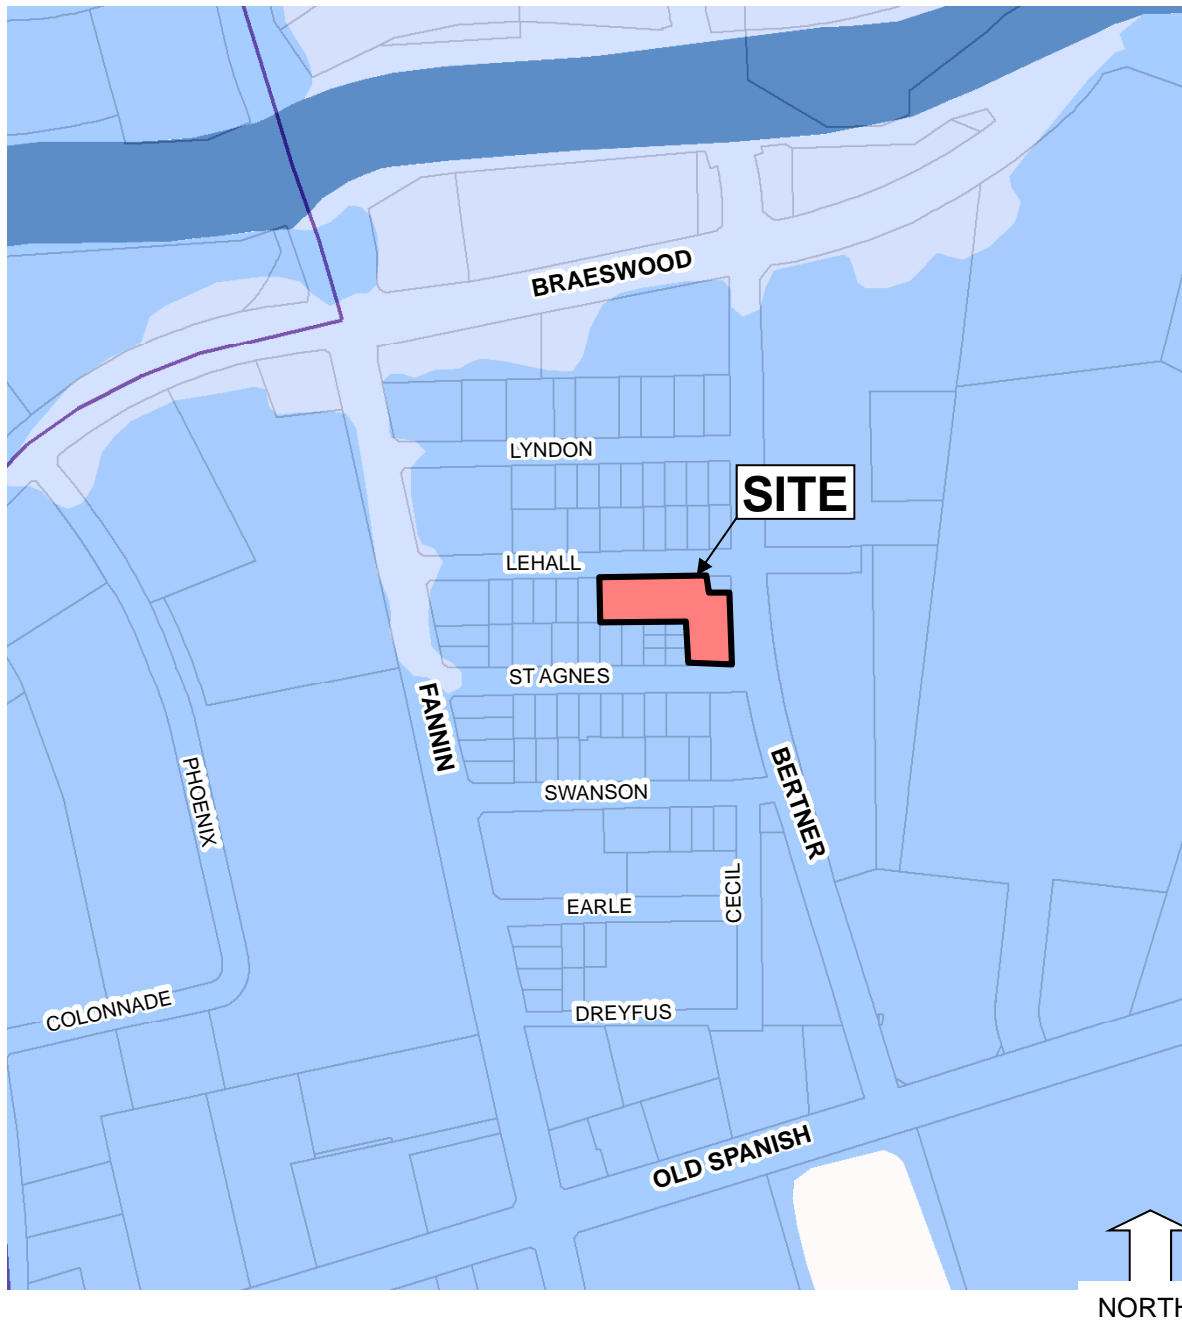 BRAESWOOD
LYNDON
SITE
LEHALL
ST AGNES
FANNIN
BERTNER
PHOENIX
SWANSON
CECIL
EARLE
COLONNADE
DREYFUS
OLD SPANISH
NORTH